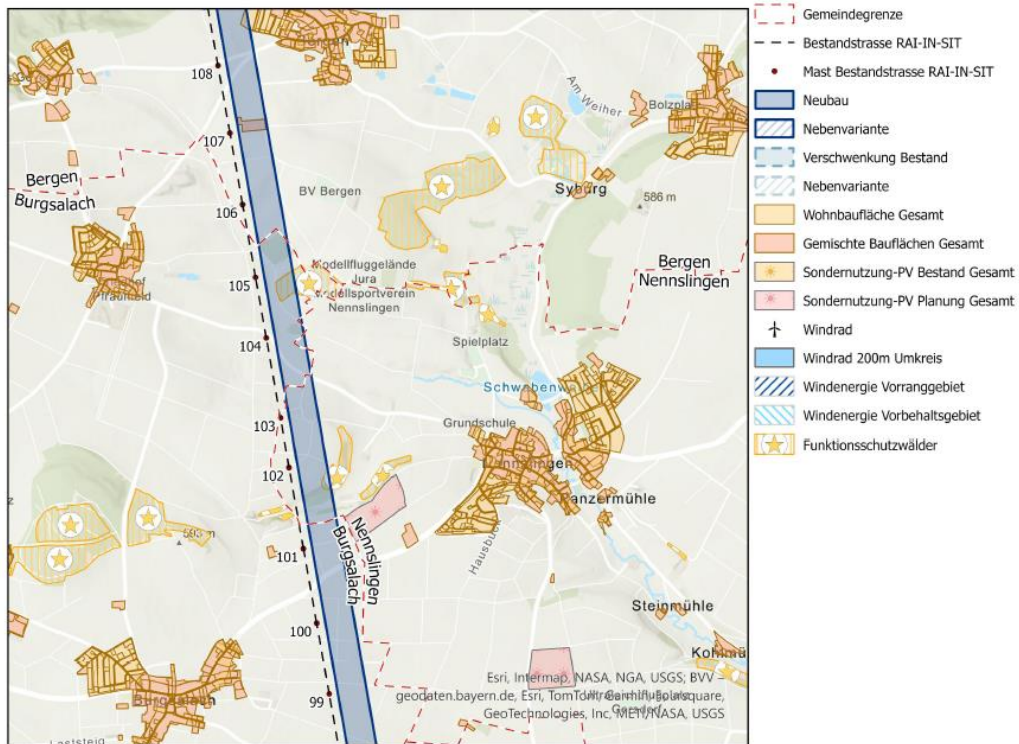 108
107
106
105
104
103
102
101
100
99
Bergen
Burgsalach
BV Bergen
Am Weiher
Bolzplatz
Syburg
586 m
Bergen
Nennslingen
Modellfluggelände
Jura
Modellsportverein
Nennslingen
Spielplatz
Grundschule
Nennslingen
Panzermühle
Hausbuck
Nennslingen
Burgsalach
593 m
Steinmühle
Burgsalach
Laststeig
Esri, Intermap, NASA, NGA, USGS; BVV –
geodaten.bayern.de, Esri, TomTom, Garmin, Foursquare,
GeoTechnologies, Inc, METI/NASA, USGS
Gemeindegrenze
Bestandstrasse RAI-IN-SIT
Mast Bestandstrasse RAI-IN-SIT
Neubau
Nebenvariante
Verschwenkung Bestand
Nebenvariante
Wohnbaufläche Gesamt
Gemischte Bauflächen Gesamt
Sondernutzung-PV Bestand Gesamt
Sondernutzung-PV Planung Gesamt
Windrad
Windrad 200m Umkreis
Windenergie Vorranggebiet
Windenergie Vorbehaltsgebiet
Funktionsschutzwälder